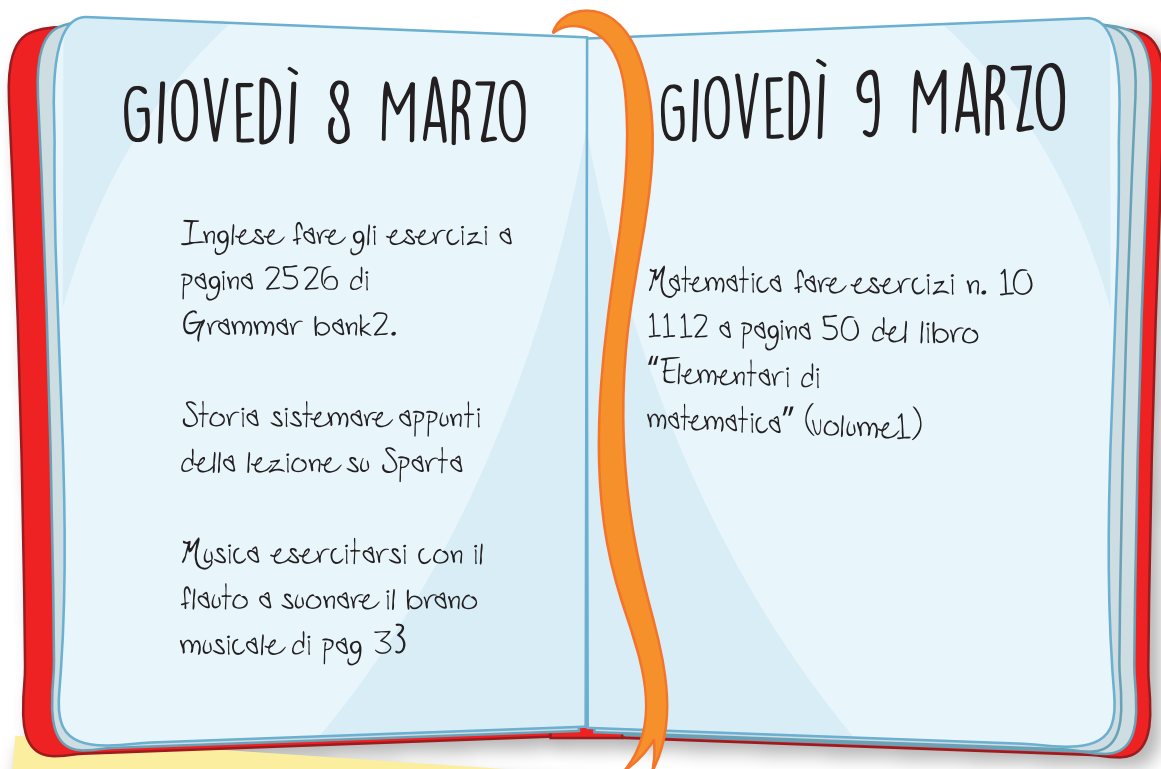 GIOVEDÌ 8 MARZO
Inglese fare gli esercizi a
pagina 2526 di
Grammar bank2.
Storia sistemare appunti
della lezione su Sparta
Musica esercitarsi con il
flauto a suonare il brano
musicale di pag 33
GIOVEDÌ 9 MARZO
Matematica fare esercizi n. 10
1112 a pagina 50 del libro
"Elementari di
matematica" (volume1)